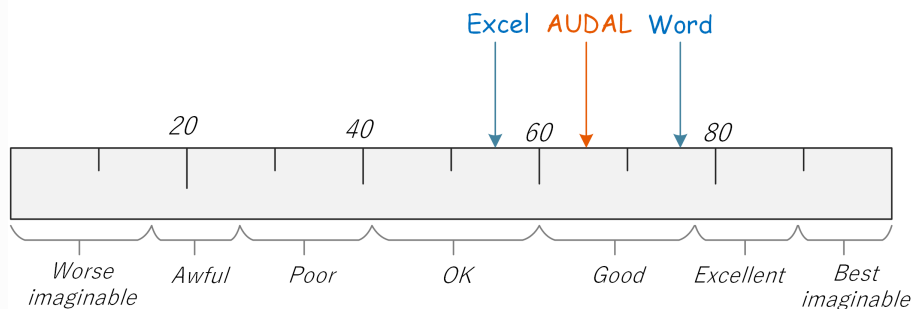 Excel AUDAL Word
20 40 60 80
Worse imaginable
Awful
Poor
OK
Good
Excellent
Best imaginable